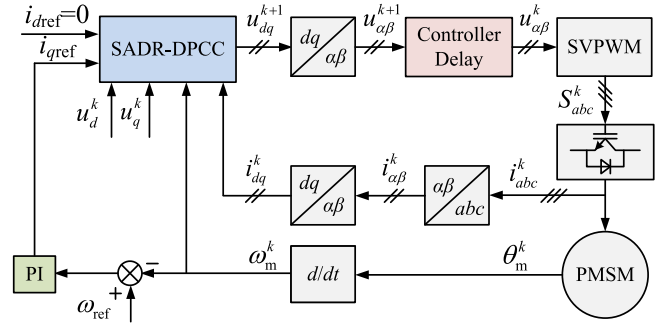 i_dref=0
i_qref
SADR-DPCC
u_dq^{k+1}
dq
αβ
u_αβ^{k+1}
Controller
Delay
u_αβ^k
SVPWM
u_d^k
u_q^k
S_abc^k
i_dq^k
dq
αβ
i_αβ^k
αβ
abc
i_abc^k
PI
−
+
ω_ref
ω_m^k
d/dt
θ_m^k
PMSM